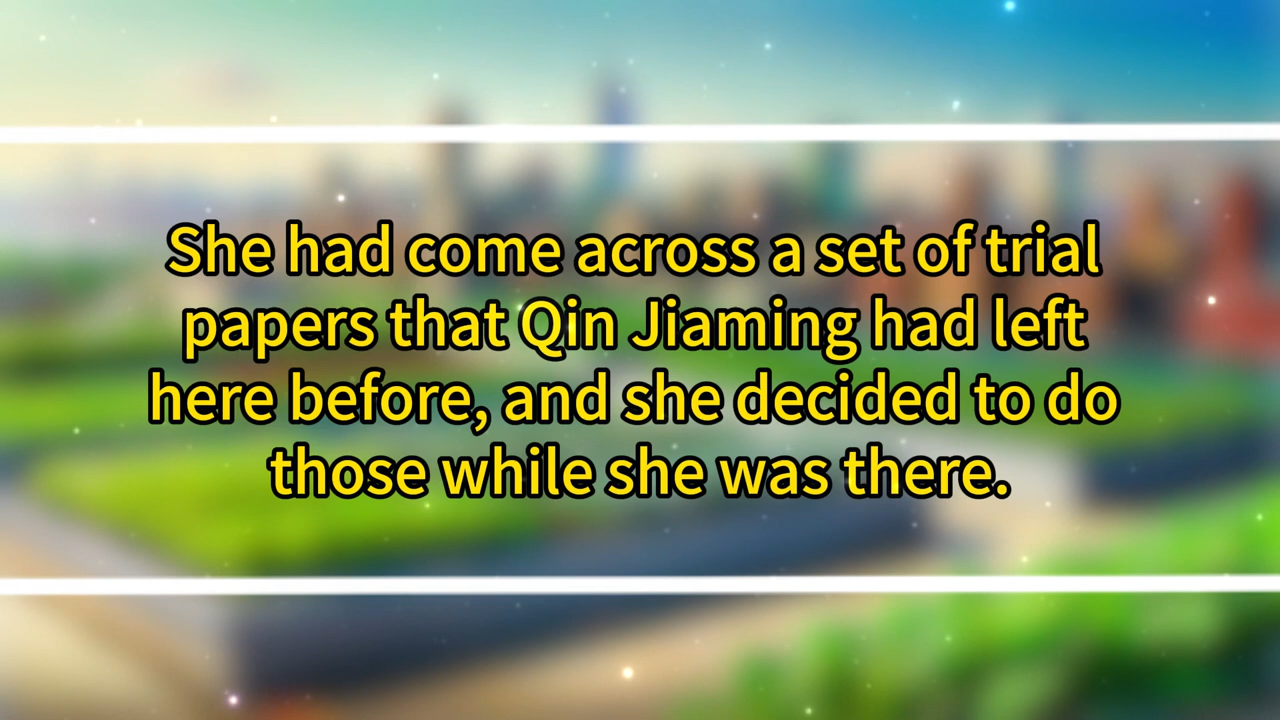 She had come across a set of trial
papers that Qin Jiaming had left
here before, and she decided to do
those while she was there.